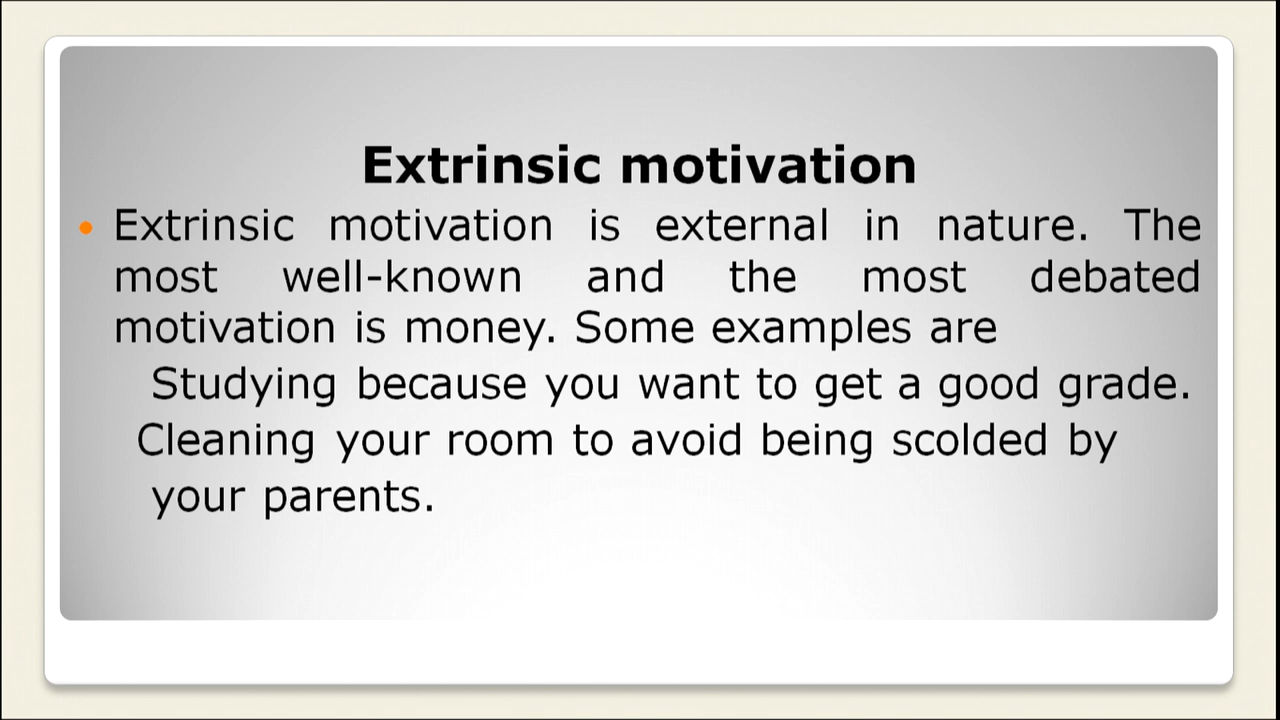 Extrinsic motivation
• Extrinsic motivation is external in nature. The
most well-known and the most debated
motivation is money. Some examples are
Studying because you want to get a good grade.
Cleaning your room to avoid being scolded by
your parents.